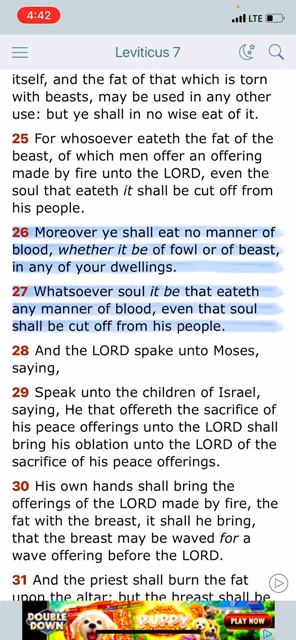 4:42
LTE
Leviticus 7
itself, and the fat of that which is torn
with beasts, may be used in any other
use: but ye shall in no wise eat of it.
25 For whosoever eateth the fat of the
beast, of which men offer an offering
made by fire unto the LORD, even the
soul that eateth it shall be cut off from
his people.
26 Moreover ye shall eat no manner of
blood, whether it be of fowl or of beast,
in any of your dwellings.
27 Whatsoever soul it be that eateth
any manner of blood, even that soul
shall be cut off from his people.
28 And the LORD spake unto Moses,
saying,
29 Speak unto the children of Israel,
saying, He that offereth the sacrifice of
his peace offerings unto the LORD shall
bring his oblation unto the LORD of the
sacrifice of his peace offerings.
30 His own hands shall bring the
offerings of the LORD made by fire, the
fat with the breast, it shall he bring,
that the breast may be waved for a
wave offering before the LORD.
31 And the priest shall burn the fat
upon the altar: but the breast shall be
DOUBLE
DOWN
PUPPY
PLAY NOW